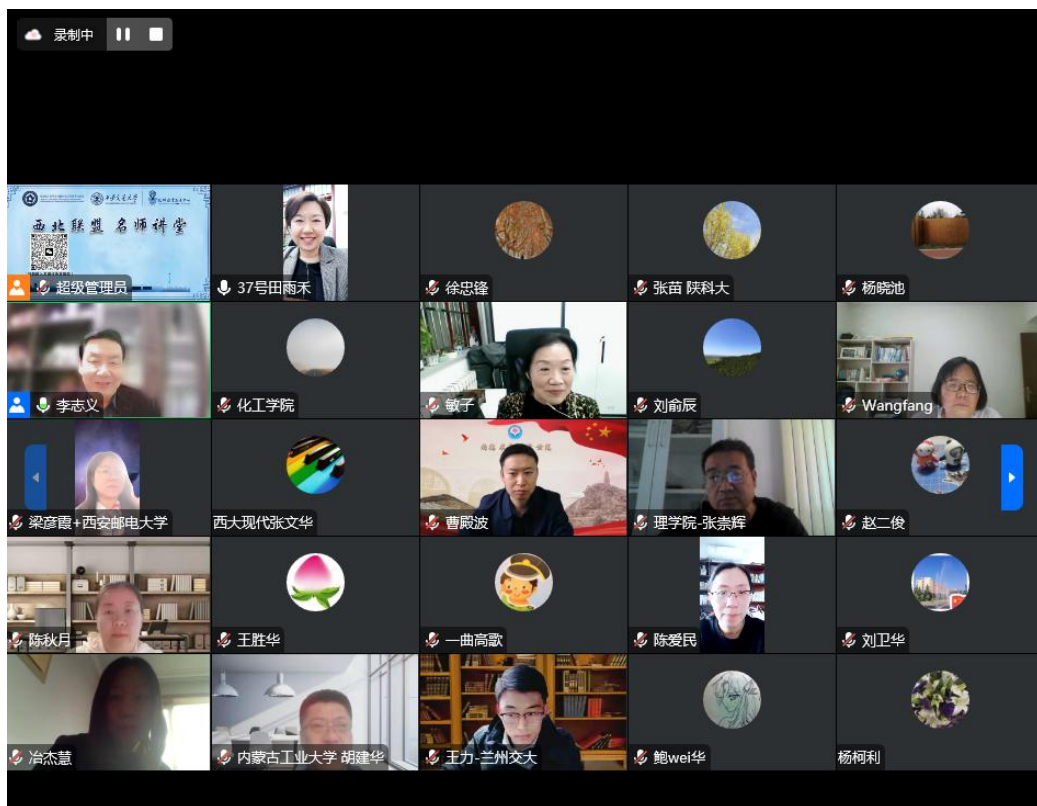 录制中
西北联盟 名师讲堂
超级管理员
37号田雨禾
徐忠锋
张苗 陕科大
杨晓池
李志义
化工学院
敏子
刘俞辰
Wangfang
梁彦霞+西安邮电大学
西大现代张文华
曹殿波
理学院-张崇辉
赵二俊
陈秋月
王胜华
一曲高歌
陈爱民
刘卫华
冶杰慧
内蒙古工业大学 胡建华
王力-兰州交大
鲍wei华
杨柯利